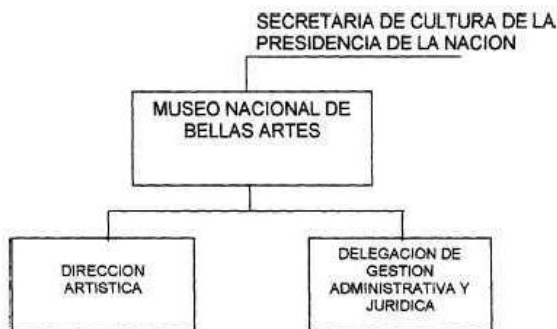 SECRETARIA DE CULTURA DE LA
PRESIDENCIA DE LA NACION
MUSEO NACIONAL DE
BELLAS ARTES
DIRECCION
ARTISTICA
DELEGACION DE
GESTION
ADMINISTRATIVA Y
JURIDICA